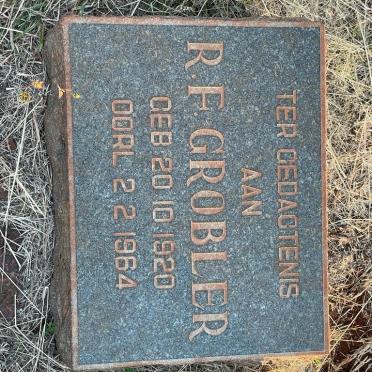 TER GEDAGTENIS
AAN
R.F. GROBLER
GEB 20 10 1920
OORL 2 2 1964